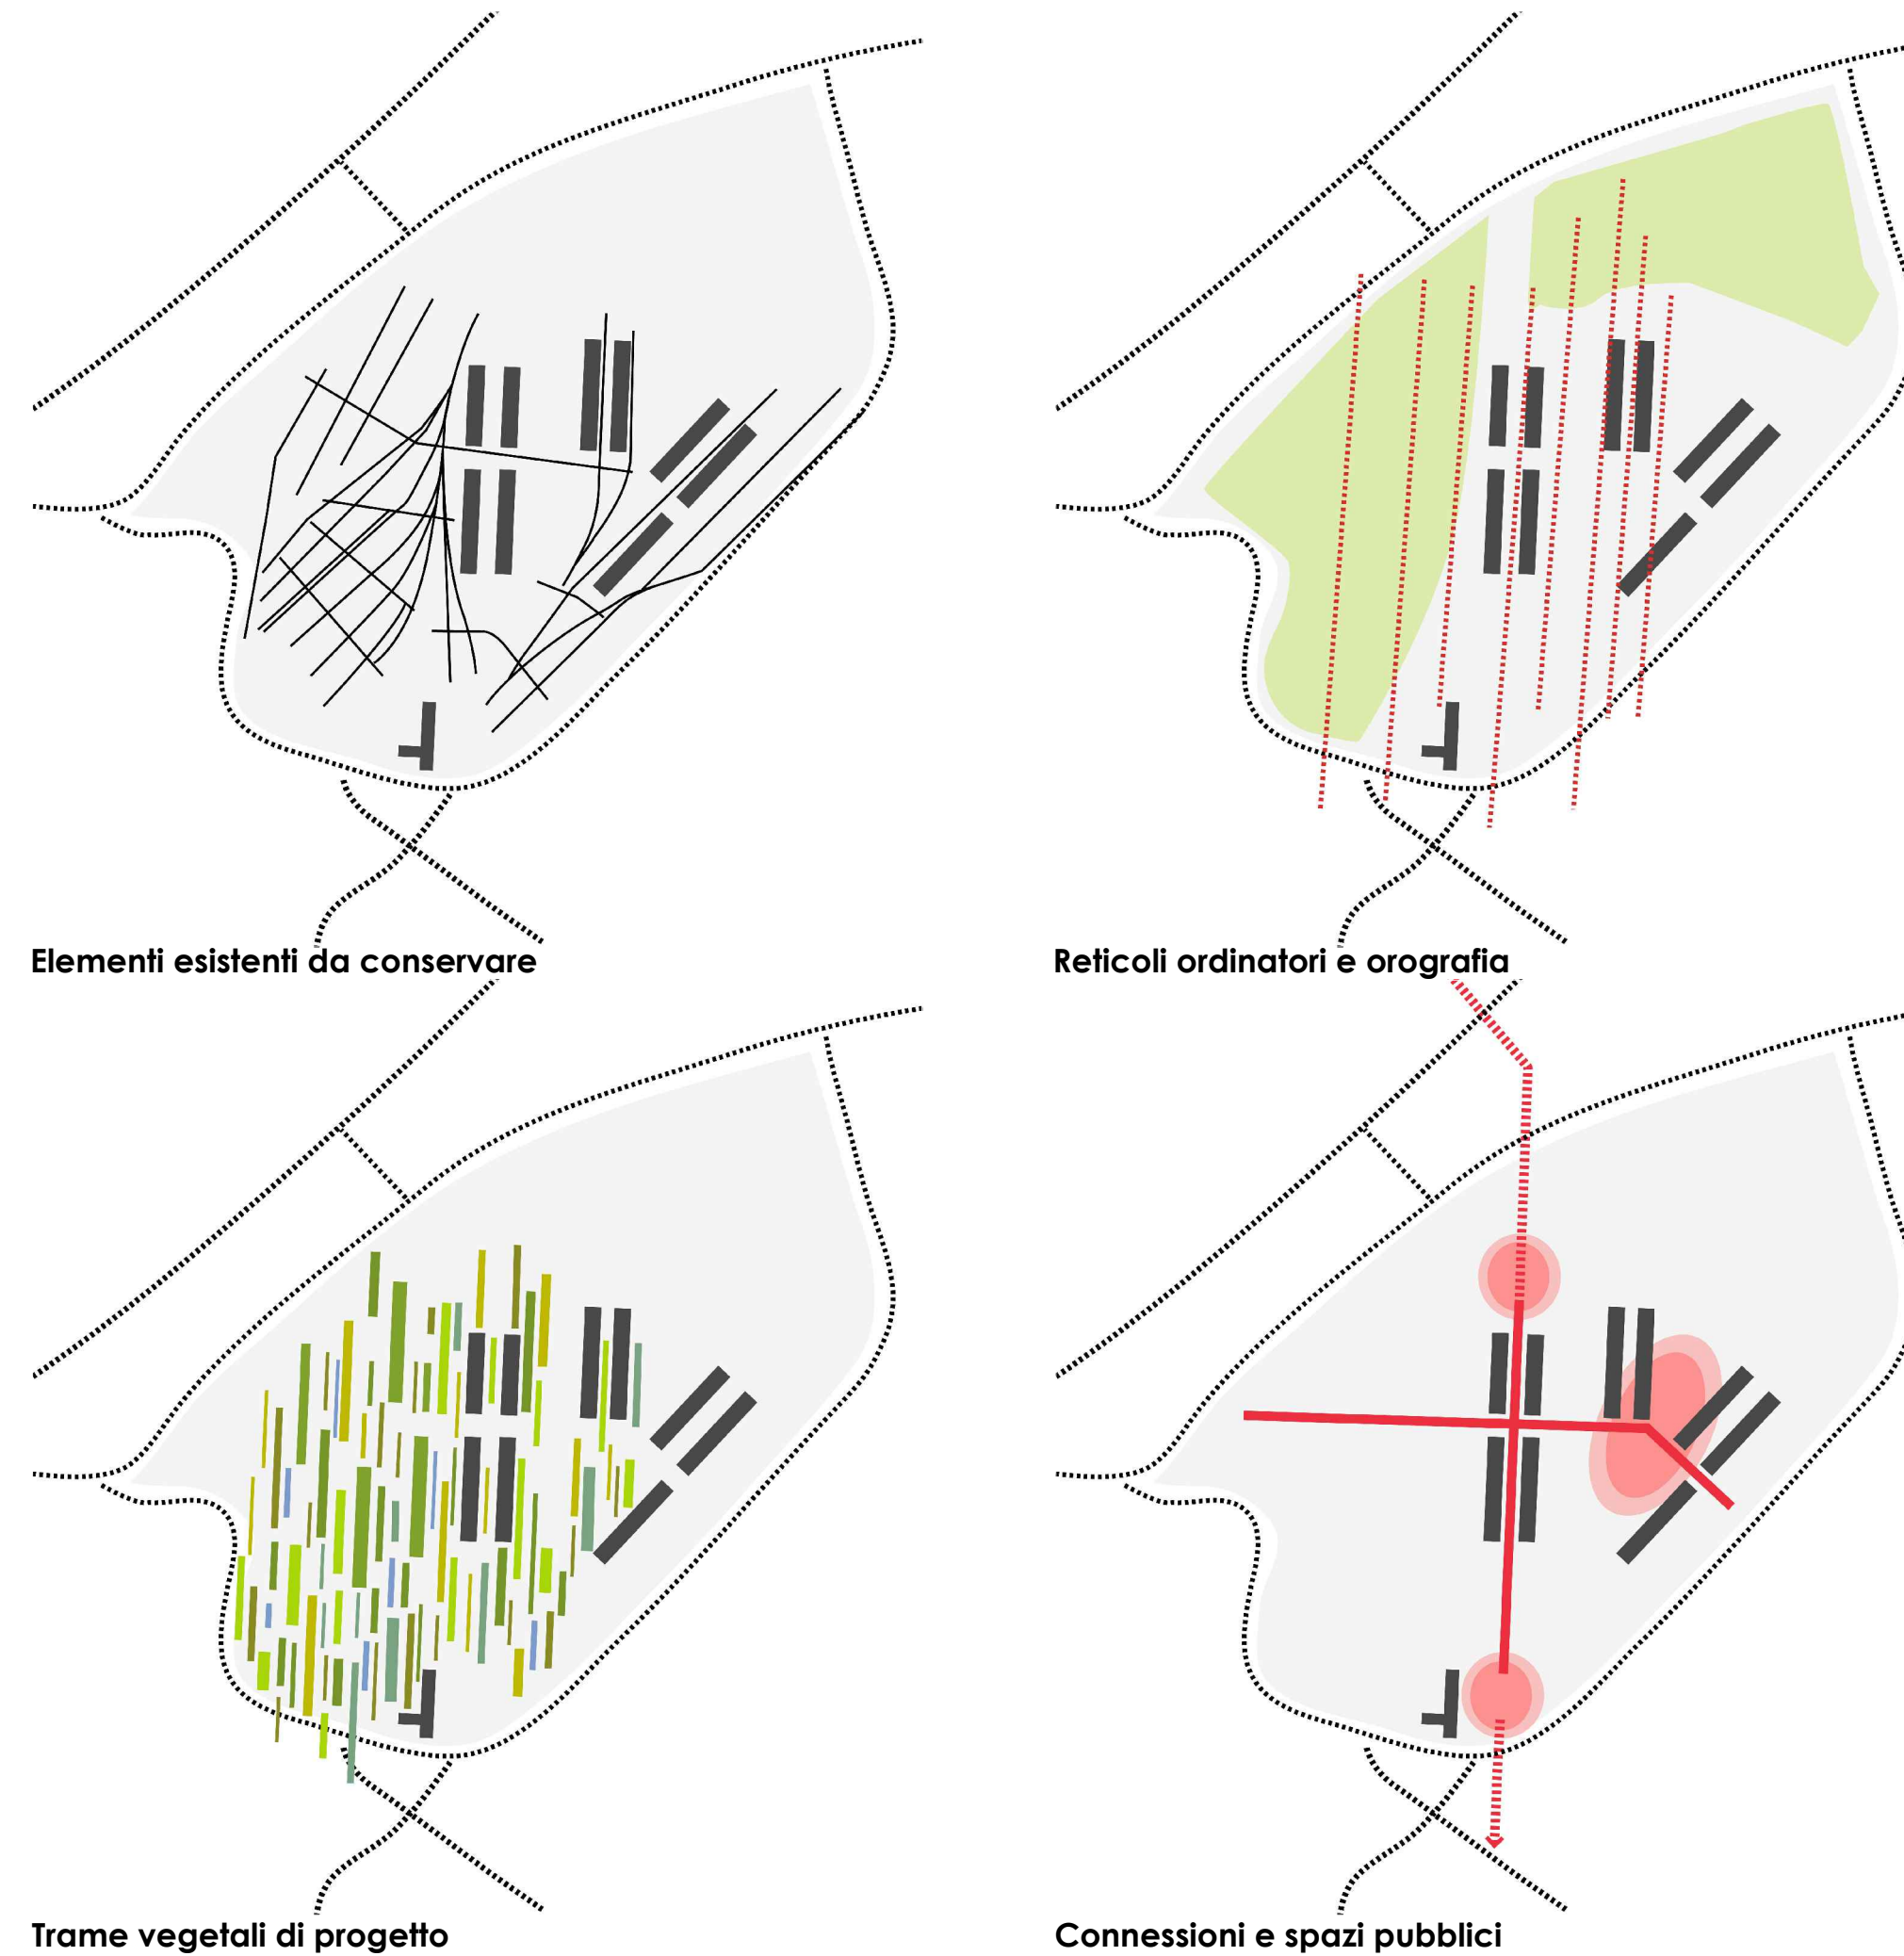 Elementi esistenti da conservare
Reticoli ordinatori e orografia
Trame vegetali di progetto
Connessioni e spazi pubblici